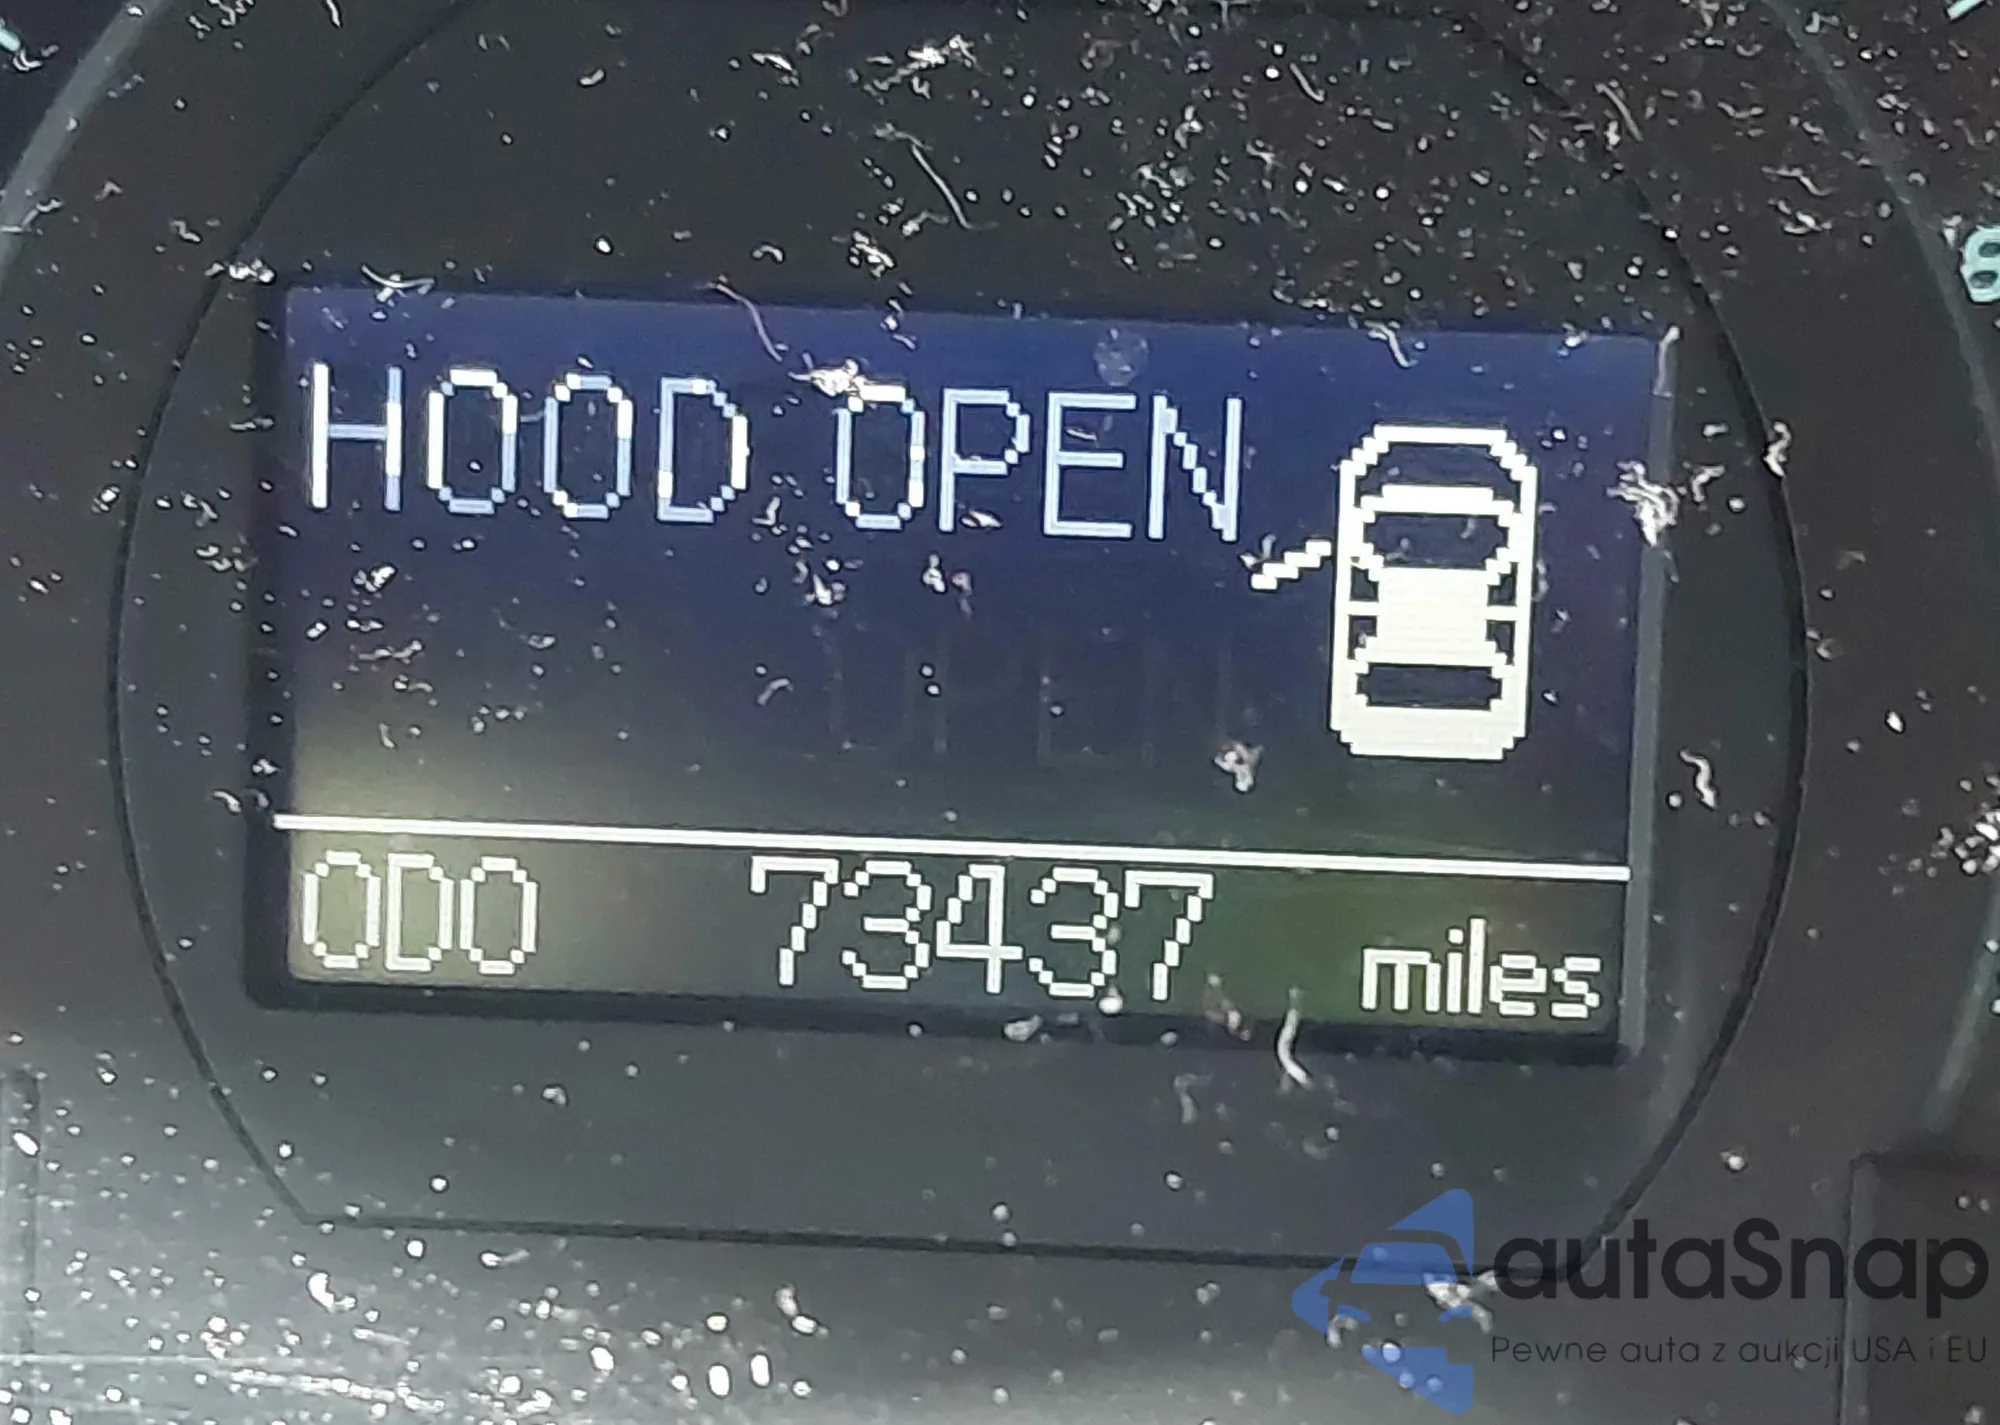 HOOD OPEN
ODO 73437 miles
autaSnap
Pewne auta z aukcji USA i EU